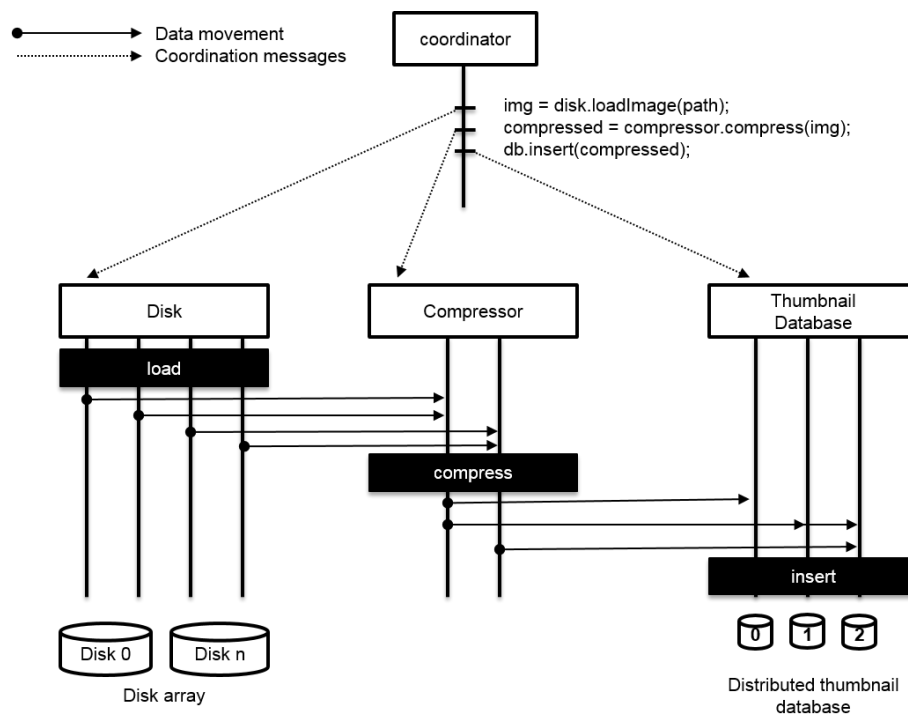 Data movement
Coordination messages
coordinator
img = disk.loadImage(path);
compressed = compressor.compress(img);
db.insert(compressed);
Disk
Compressor
Thumbnail
Database
load
compress
insert
Disk 0
Disk n
0
1
2
Disk array
Distributed thumbnail
database